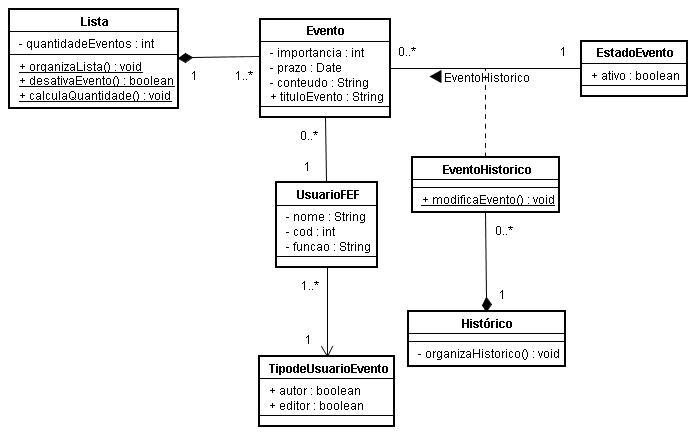 Lista
- quantidadeEventos : int
+ organizaLista() : void
+ desativaEvento() : boolean
+ calculaQuantidade() : void
1
1..*
Evento
- importancia : int
- prazo : Date
- conteudo : String
+ tituloEvento : String
0..*
1
EventoHistorico
EstadoEvento
+ ativo : boolean
0..*
1
UsuarioFEF
- nome : String
- cod : int
- funcao : String
EventoHistorico
+ modificaEvento() : void
0..*
1
Histórico
- organizaHistorico() : void
1..*
1
TipodeUsuarioEvento
+ autor : boolean
+ editor : boolean